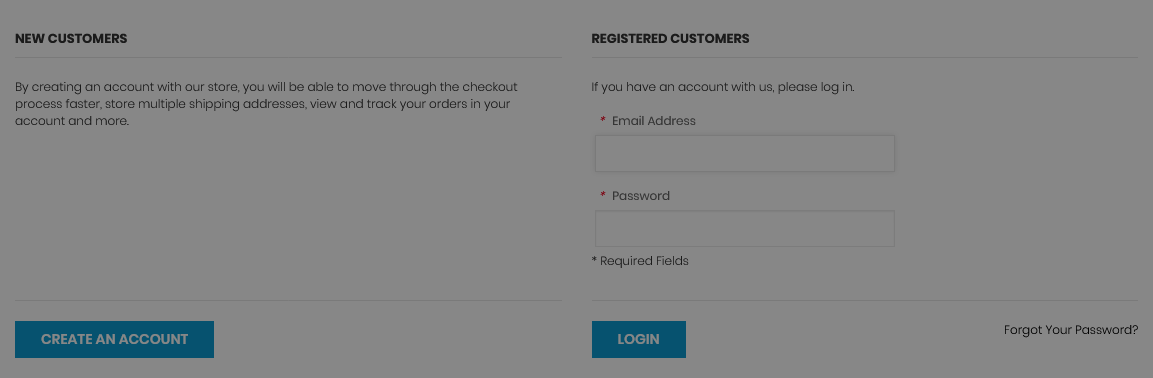 NEW CUSTOMERS
By creating an account with our store, you will be able to move through the checkout
process faster, store multiple shipping addresses, view and track your orders in your
account and more.
CREATE AN ACCOUNT
REGISTERED CUSTOMERS
If you have an account with us, please log in.
* Email Address
* Password
* Required Fields
LOGIN
Forgot Your Password?